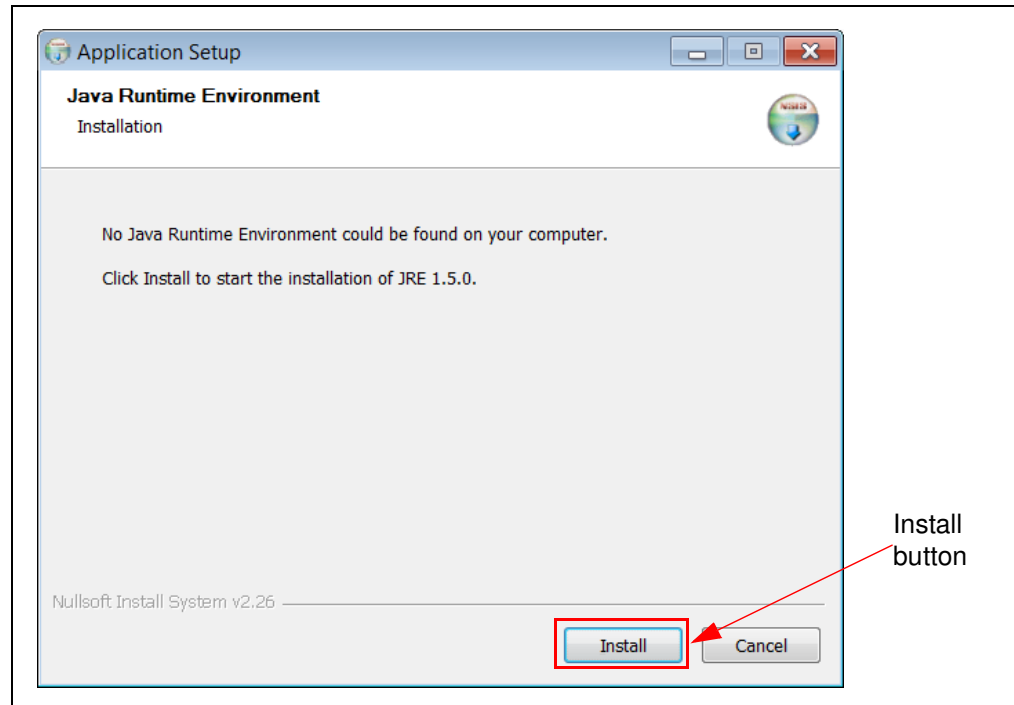 Application Setup
Java Runtime Environment
Installation
No Java Runtime Environment could be found on your computer.
Click Install to start the installation of JRE 1.5.0.
Install
button
Nullsoft Install System v2.26
Install
Cancel